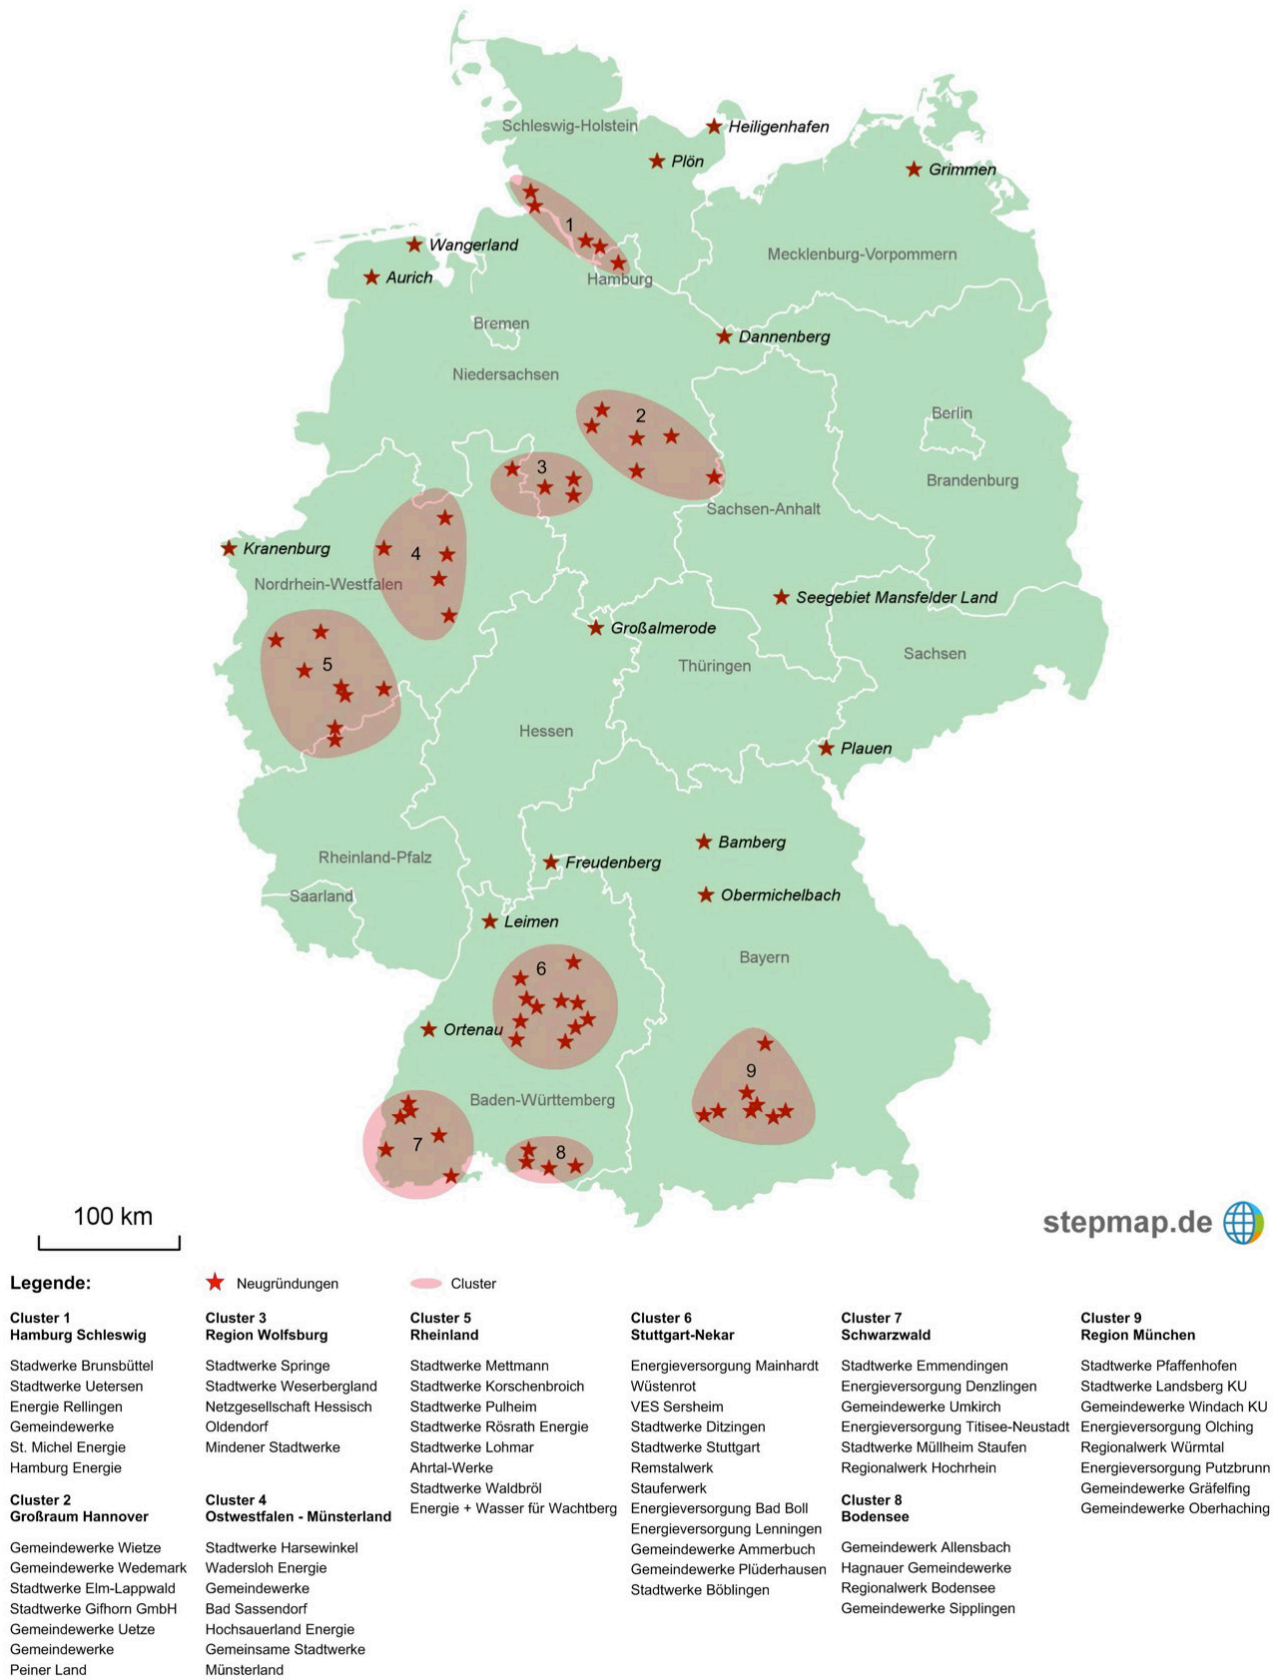 Schleswig-Holstein
Heiligenhafen
Plön
Grimmen
1
Wangerland
Mecklenburg-Vorpommern
Aurich
Hamburg
Bremen
Dannenberg
Niedersachsen
2
Berlin
3
Brandenburg
Sachsen-Anhalt
Kranenburg
4
Nordrhein-Westfalen
Seegebiet Mansfelder Land
Großalmerode
5
Thüringen
Sachsen
Hessen
Plauen
Bamberg
Rheinland-Pfalz
Freudenberg
Saarland
Obermichelbach
Leimen
Bayern
6
Ortenau
9
Baden-Württemberg
7
8
100 km
stepmap.de
Legende:
Neugründungen
Cluster
Cluster 1
Hamburg Schleswig
Stadwerke Brunsbüttel
Stadtwerke Uetersen
Energie Rellingen
Gemeindewerke
St. Michel Energie
Hamburg Energie
Cluster 2
Großraum Hannover
Gemeindewerke Wietze
Gemeindewerke Wedemark
Stadtwerke Elm-Lappwald
Stadtwerke Gifhorn GmbH
Gemeindewerke Uetze
Gemeindewerke
Peiner Land
Cluster 3
Region Wolfsburg
Stadtwerke Springe
Stadtwerke Weserbergland
Netzgesellschaft Hessisch
Oldendorf
Mindener Stadtwerke
Cluster 4
Ostwestfalen - Münsterland
Stadtwerke Harsewinkel
Wadersloh Energie
Gemeindewerke
Bad Sassendorf
Hochsauerland Energie
Gemeinsame Stadtwerke
Münsterland
Cluster 5
Rheinland
Stadtwerke Mettmann
Stadtwerke Korschenbroich
Stadtwerke Pulheim
Stadtwerke Rösrath Energie
Stadtwerke Lohmar
Ahrtal-Werke
Stadtwerke Waldbröl
Energie + Wasser für Wachtberg
Cluster 6
Stuttgart-Nekar
Energieversorgung Mainhardt
Wüstenrot
VES Sersheim
Stadtwerke Ditzingen
Stadtwerke Stuttgart
Remstalwerk
Stauferwerk
Energieversorgung Bad Boll
Energieversorgung Lenningen
Gemeindewerke Ammerbuch
Gemeindewerke Plüderhausen
Stadtwerke Böblingen
Cluster 7
Schwarzwald
Stadtwerke Emmendingen
Energieversorgung Denzlingen
Gemeindewerke Umkirch
Energieversorgung Titisee-Neustadt
Stadtwerke Müllheim Staufen
Regionalwerk Hochrhein
Cluster 8
Bodensee
Gemeindewerk Allensbach
Hagnauer Gemeindewerke
Regionalwerk Bodensee
Gemeindewerke Sipplingen
Cluster 9
Region München
Stadtwerke Pfaffenhofen
Stadtwerke Landsberg KU
Gemeindewerke Windach KU
Energieversorgung Olching
Regionalwerk Würmtal
Energieversorgung Putzbrunn
Gemeindewerke Gräfelfing
Gemeindewerke Oberhaching